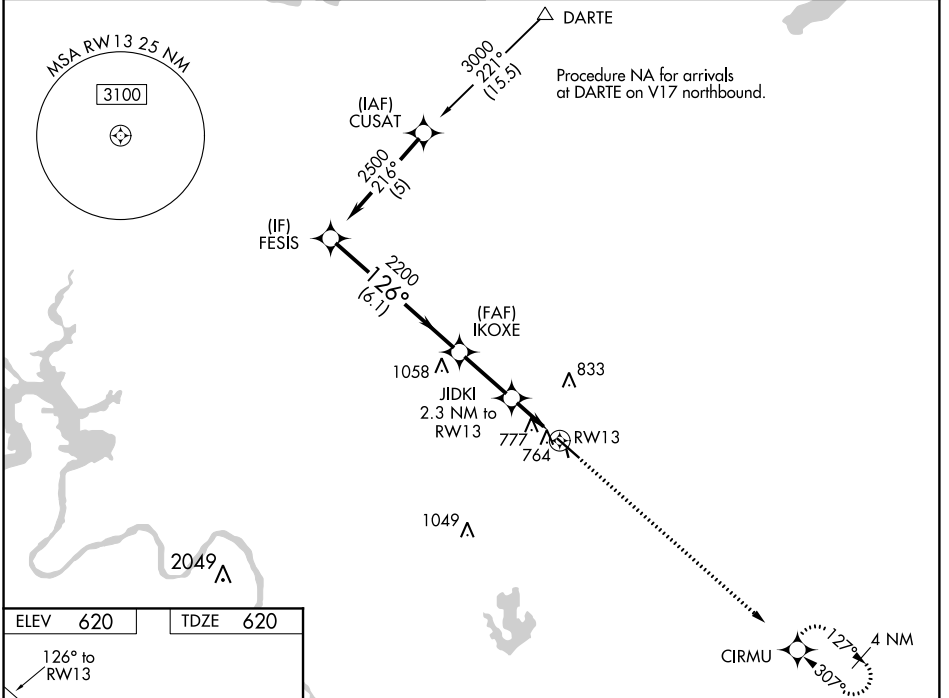 MSA RW13 25 NM
3100
DARTE
3000
221°
(15.5)
Procedure NA for arrivals
at DARTE on V17 northbound.
(IAF)
CUSAT
2500
216°
(5)
(IF)
FESIS
2200
126°
(6.1)
(FAF)
IKOXE
1058
833
JIDKI
2.3 NM to
RW13
777
764
RW13
1049
2049
ELEV 620
TDZE 620
126° to
RW13
CIRMU
127°
4 NM
307°